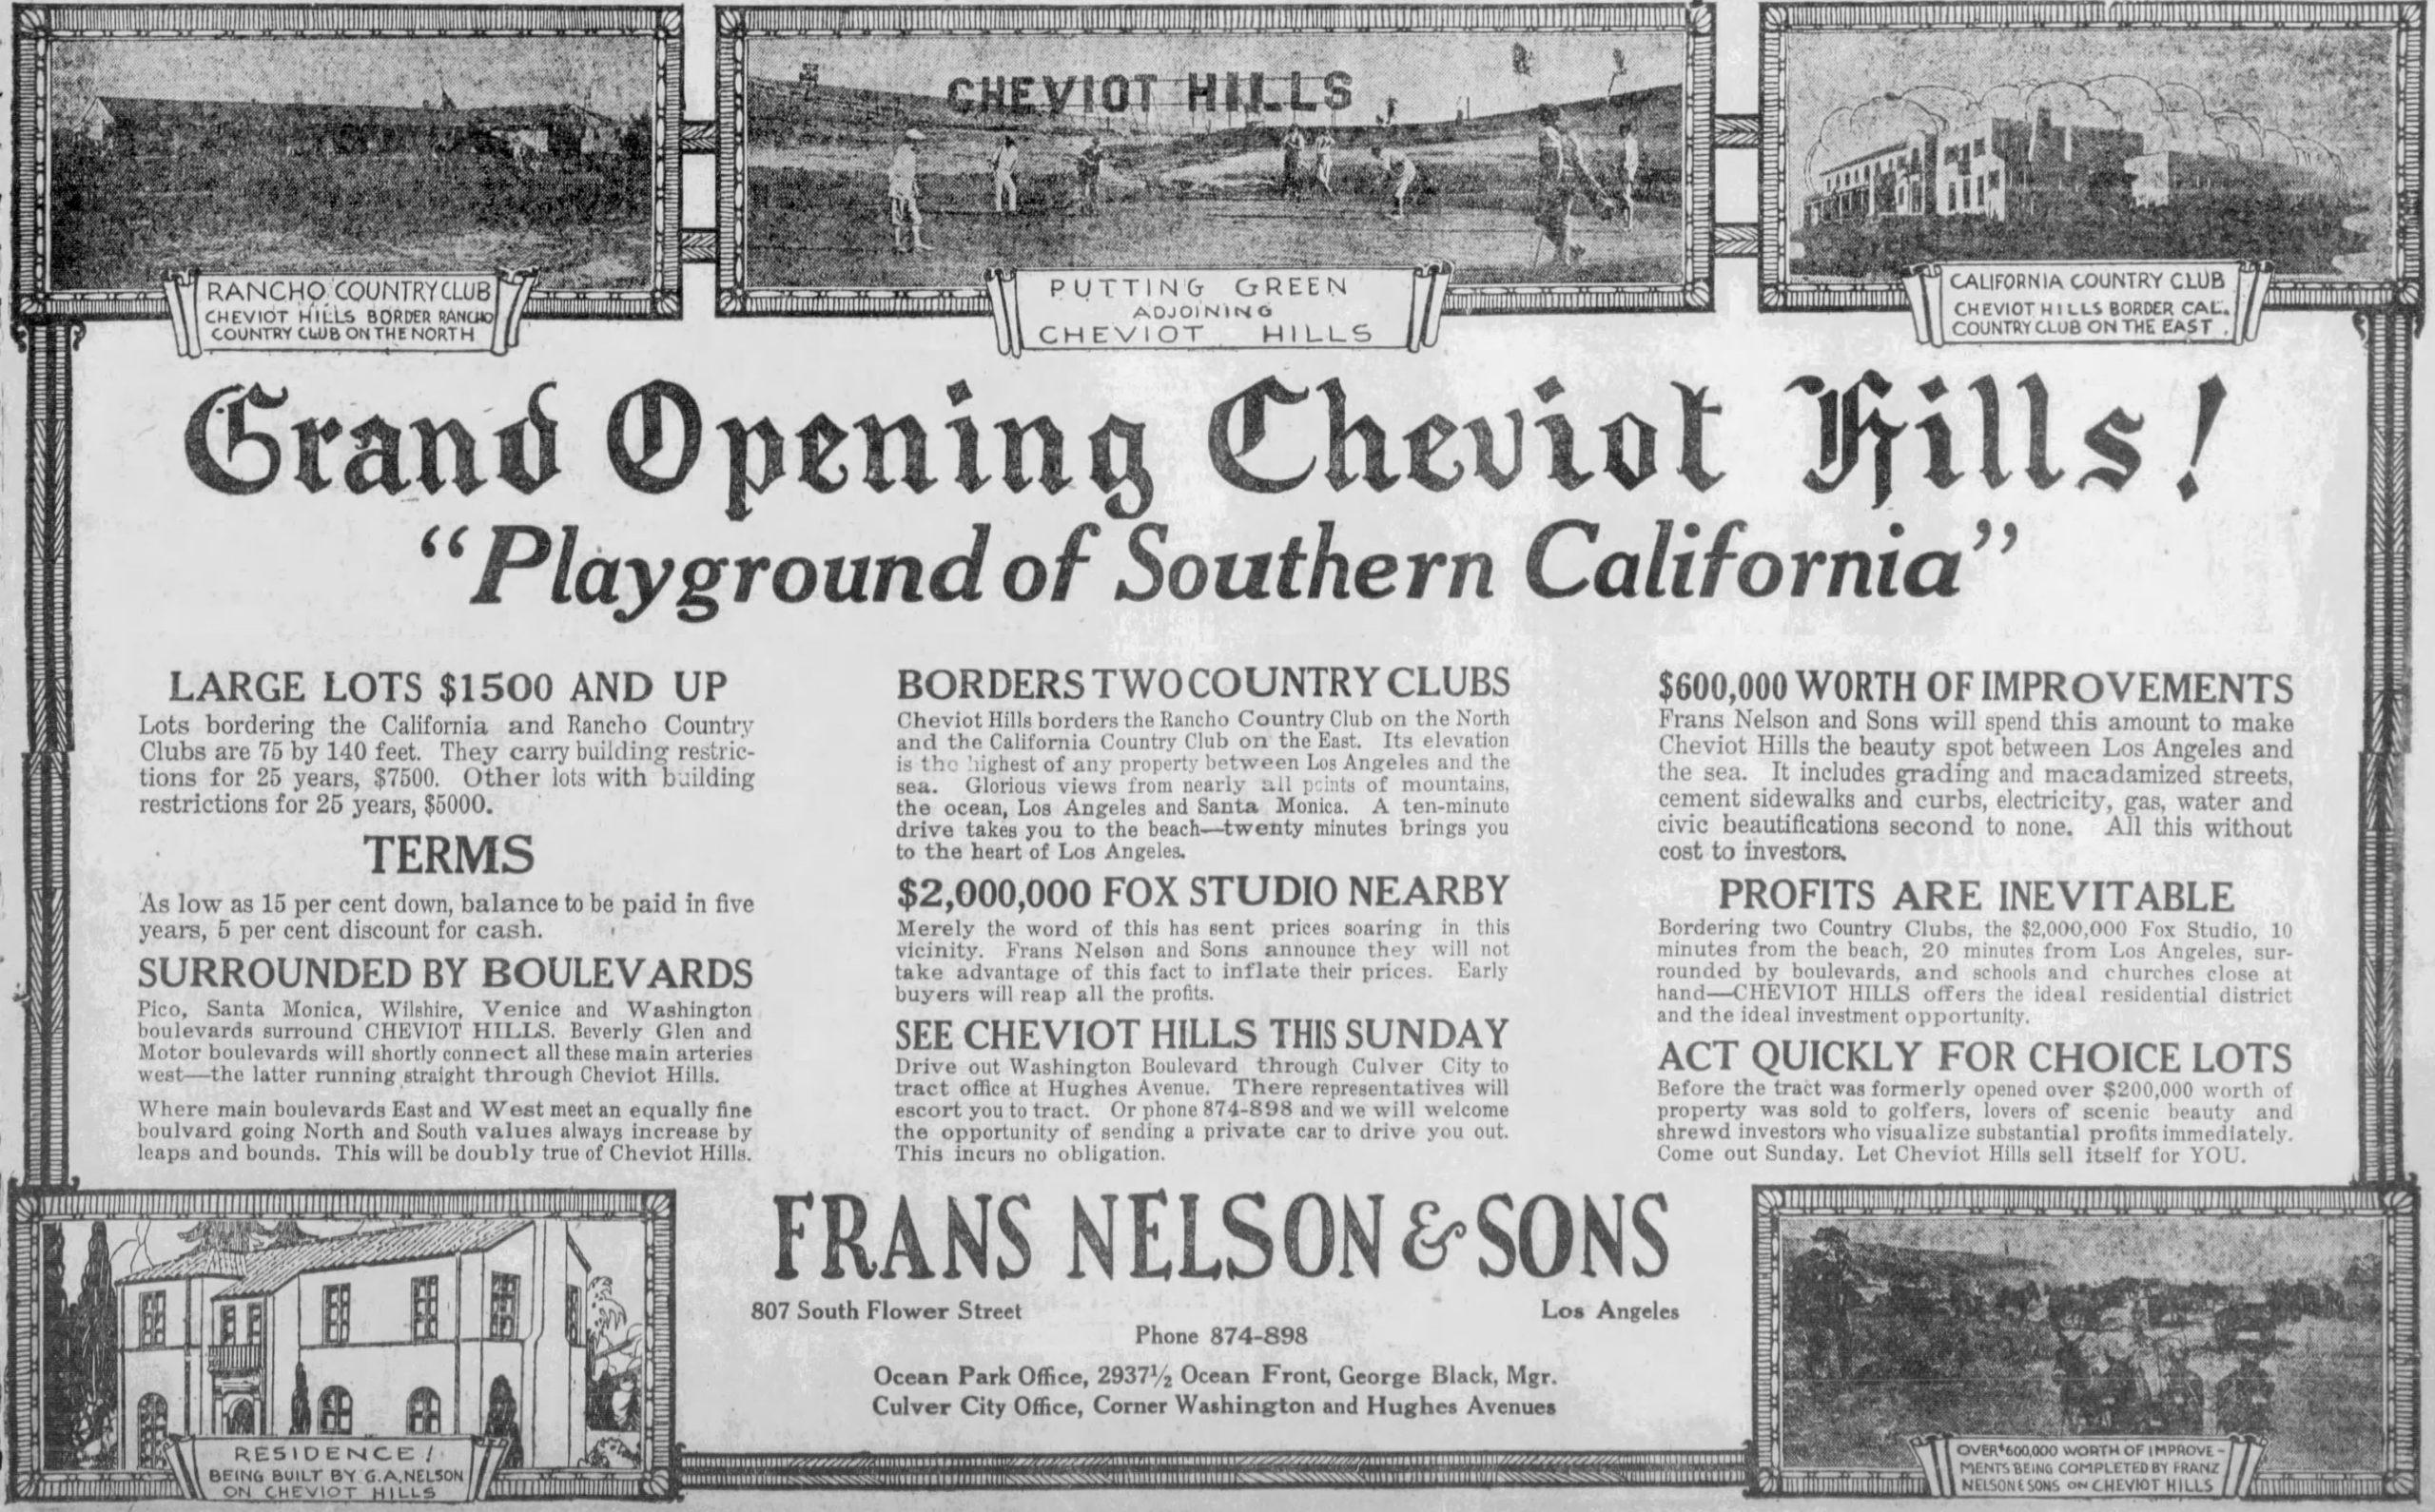 RANCHO COUNTRY CLUB
CHEVIOT HILLS BORDER RANCHO
COUNTRY CLUB ON THE NORTH
CHEVIOT HILLS
PUTTING GREEN
ADJOINING
CHEVIOT HILLS
CALIFORNIA COUNTRY CLUB
CHEVIOT HILLS BORDER CAL.
COUNTRY CLUB ON THE EAST.
Grand Opening Cheviot Hills!
"Playground of Southern California"
LARGE LOTS $1500 AND UP
Lots bordering the California and Rancho Country
Clubs are 75 by 140 feet. They carry building restric-
tions for 25 years, $7500. Other lots with building
restrictions for 25 years, $5000.
TERMS
As low as 15 per cent down, balance to be paid in five
years, 5 per cent discount for cash.
SURROUNDED BY BOULEVARDS
Pico, Santa Monica, Wilshire, Venice and Washington
boulevards surround CHEVIOT HILLS. Beverly Glen and
Motor boulevards will shortly connect all these main arteries
west—the latter running straight through Cheviot Hills.
Where main boulevards East and West meet an equally fine
boulvard going North and South values always increase by
leaps and bounds. This will be doubly true of Cheviot Hills.
BORDERS TWO COUNTRY CLUBS
Cheviot Hills borders the Rancho Country Club on the North
and the California Country Club on the East. Its elevation
is the highest of any property between Los Angeles and the
sea. Glorious views from nearly all points of mountains,
the ocean, Los Angeles and Santa Monica. A ten-minute
drive takes you to the beach—twenty minutes brings you
to the heart of Los Angeles.
$2,000,000 FOX STUDIO NEARBY
Merely the word of this has sent prices soaring in this
vicinity. Frans Nelson and Sons announce they will not
take advantage of this fact to inflate their prices. Early
buyers will reap all the profits.
SEE CHEVIOT HILLS THIS SUNDAY
Drive out Washington Boulevard through Culver City to
tract office at Hughes Avenue. There representatives will
escort you to tract. Or phone 874-898 and we will welcome
the opportunity of sending a private car to drive you out.
This incurs no obligation.
$600,000 WORTH OF IMPROVEMENTS
Frans Nelson and Sons will spend this amount to make
Cheviot Hills the beauty spot between Los Angeles and
the sea. It includes grading and macadamized streets,
cement sidewalks and curbs, electricity, gas, water and
civic beautifications second to none. All this without
cost to investors.
PROFITS ARE INEVITABLE
Bordering two Country Clubs, the $2,000,000 Fox Studio, 10
minutes from the beach, 20 minutes from Los Angeles, sur-
rounded by boulevards, and schools and churches close at
hand—CHEVIOT HILLS offers the ideal residential district
and the ideal investment opportunity.
ACT QUICKLY FOR CHOICE LOTS
Before the tract was formerly opened over $200,000 worth of
property was sold to golfers, lovers of scenic beauty and
shrewd investors who visualize substantial profits immediately.
Come out Sunday. Let Cheviot Hills sell itself for YOU.
FRANS NELSON & SONS
807 South Flower Street Los Angeles
Phone 874-898
Ocean Park Office, 2937½ Ocean Front, George Black, Mgr.
Culver City Office, Corner Washington and Hughes Avenues
RESIDENCE!
BEING BUILT BY G.A. NELSON
ON CHEVIOT HILLS
OVER $600,000 WORTH OF IMPROVE-
MENTS BEING COMPLETED BY FRANZ
NELSON & SONS ON CHEVIOT HILLS